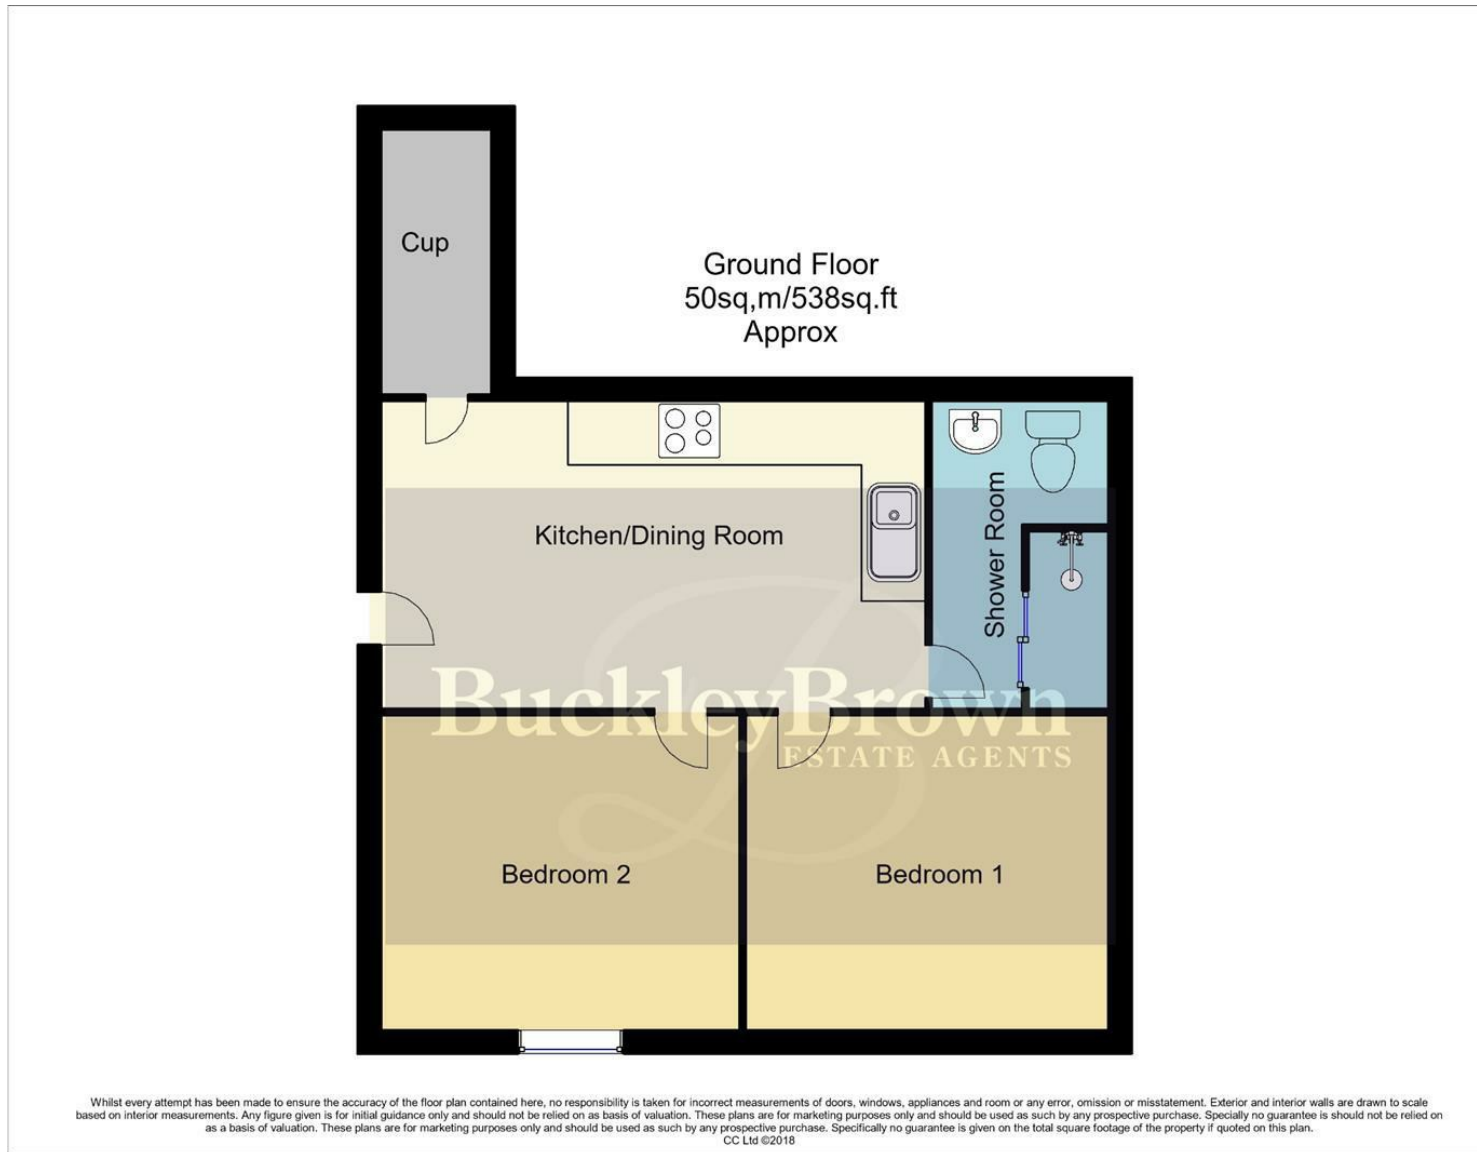 Cup
Ground Floor
50sq,m/538sq.ft
Approx
Kitchen/Dining Room
Shower Room
BuckleyBrown
ESTATE AGENTS
Bedroom 2
Bedroom 1
Whilst every attempt has been made to ensure the accuracy of the floor plan contained here, no responsibility is taken for incorrect measurements of doors, windows, appliances and room or any error, omission or misstatement. Exterior and interior walls are drawn to scale
based on interior measurements. Any figure given is for initial guidance only and should not be relied on as basis of valuation. These plans are for marketing purposes only and should be used as such by any prospective purchase. Specially no guarantee is should not be relied on
as a basis of valuation. These plans are for marketing purposes only and should be used as such by any prospective purchase. Specifically no guarantee is given on the total square footage of the property if quoted on this plan.
CC Ltd ©2018